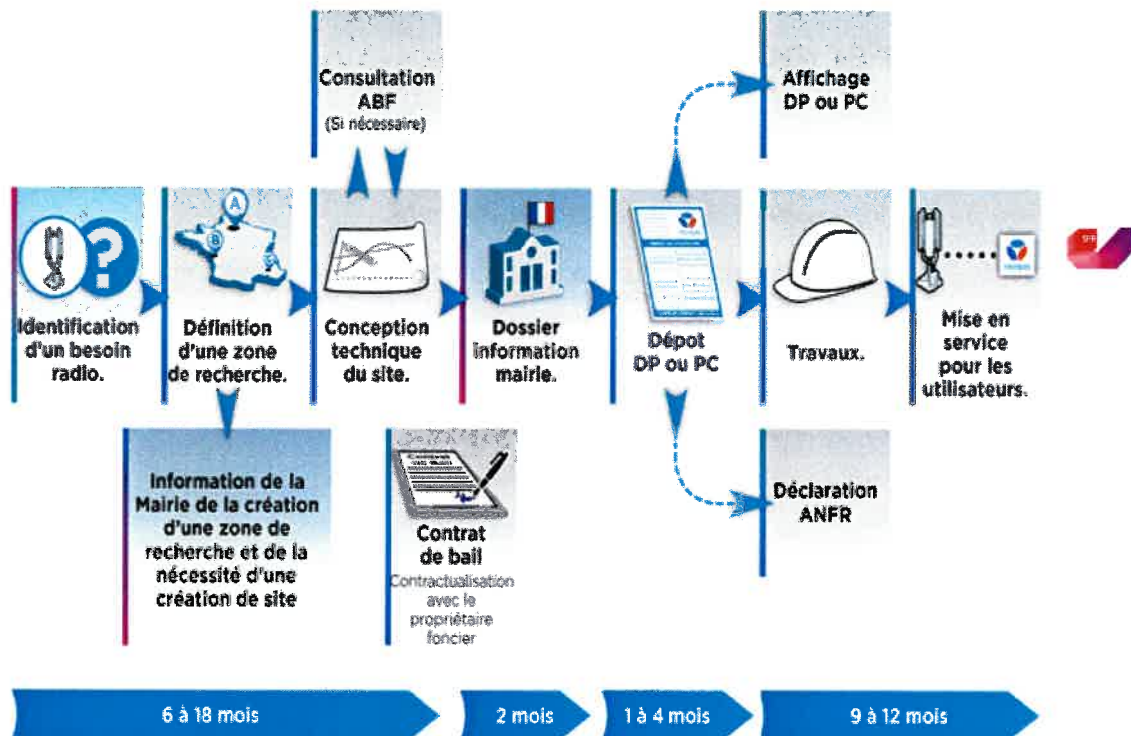 Consultation
ABF
(Si nécessaire)
Affichage
DP ou PC
A
B
?
Identification
d'un besoin
radio.
Définition
d'une zone
de recherche.
Conception
technique
du site.
Dossier
information
mairie.
Dépôt
DP ou PC
Travaux.
Mise en
service
pour les
utilisateurs.
SFR
Information de la
Mairie de la création
d'une zone de
recherche et de la
nécessité d'une
création de site
Contrat
de bail
Contractualisation
avec le
propriétaire
foncier
Déclaration
ANFR
6 à 18 mois
2 mois
1 à 4 mois
9 à 12 mois